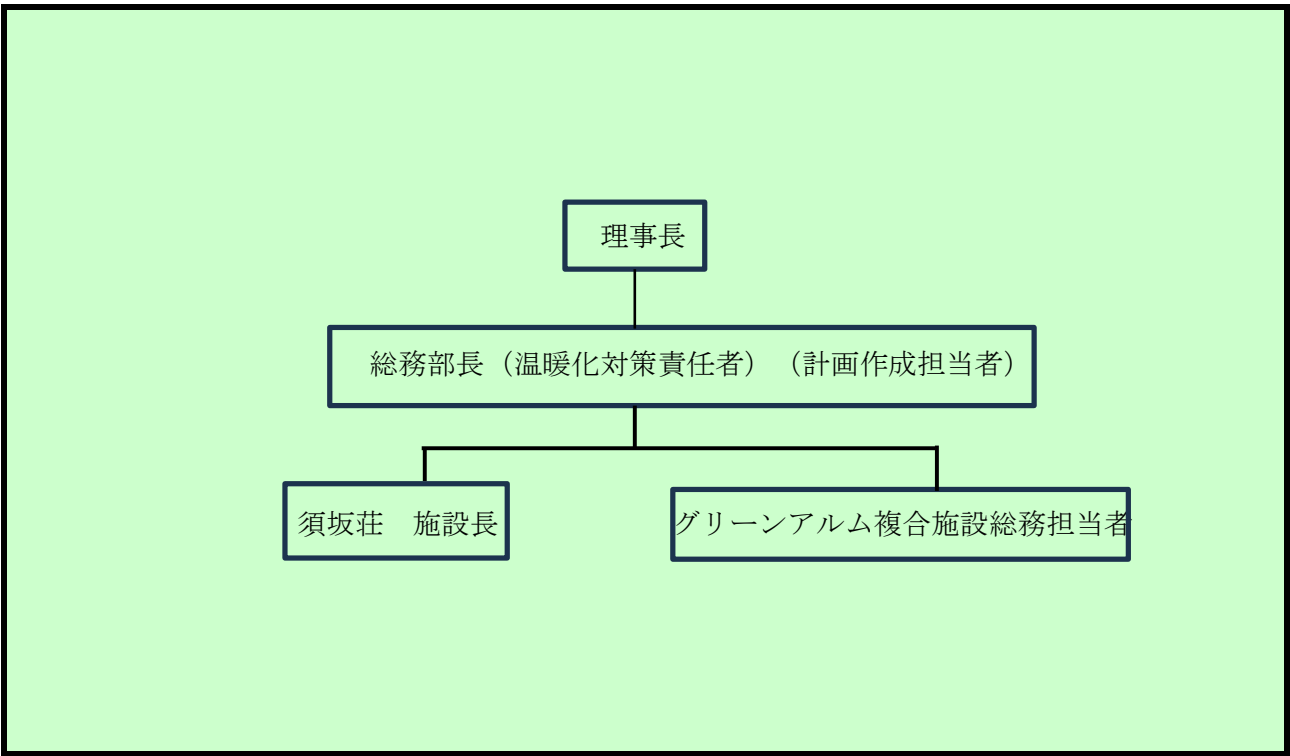 理事長
総務部長（温暖化対策責任者）（計画作成担当者）
須坂荘　施設長
グリーンアルム複合施設総務担当者